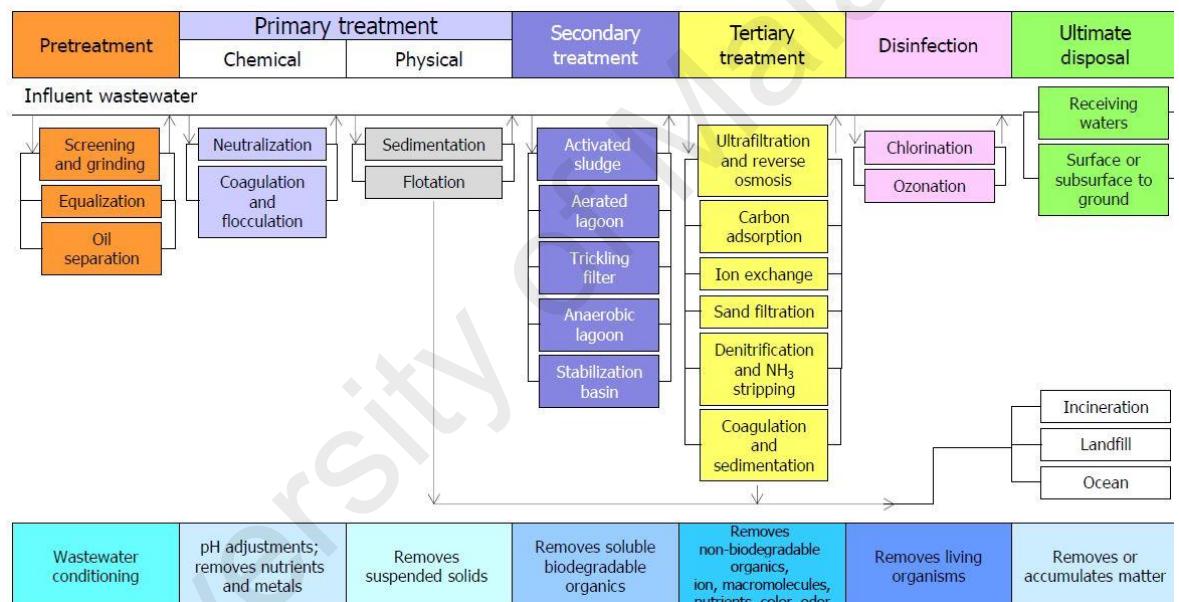 Pretreatment
Primary treatment
Chemical
Physical
Secondary
treatment
Tertiary
treatment
Disinfection
Ultimate
disposal
Influent wastewater
Screening
and grinding
Equalization
Oil
separation
Neutralization
Coagulation
and
flocculation
Sedimentation
Flotation
Activated
sludge
Aerated
lagoon
Trickling
filter
Anaerobic
lagoon
Stabilization
basin
Ultrafiltration
and reverse
osmosis
Carbon
adsorption
Ion exchange
Sand filtration
Denitrification
and NH3
stripping
Coagulation
and
sedimentation
Chlorination
Ozonation
Receiving
waters
Surface or
subsurface to
ground
Incineration
Landfill
Ocean
Wastewater
conditioning
pH adjustments;
removes nutrients
and metals
Removes
suspended solids
Removes soluble
biodegradable
organics
Removes
non-biodegradable
organics,
ion, macromolecules,
nutrients, color, odor
Removes living
organisms
Removes or
accumulates matter